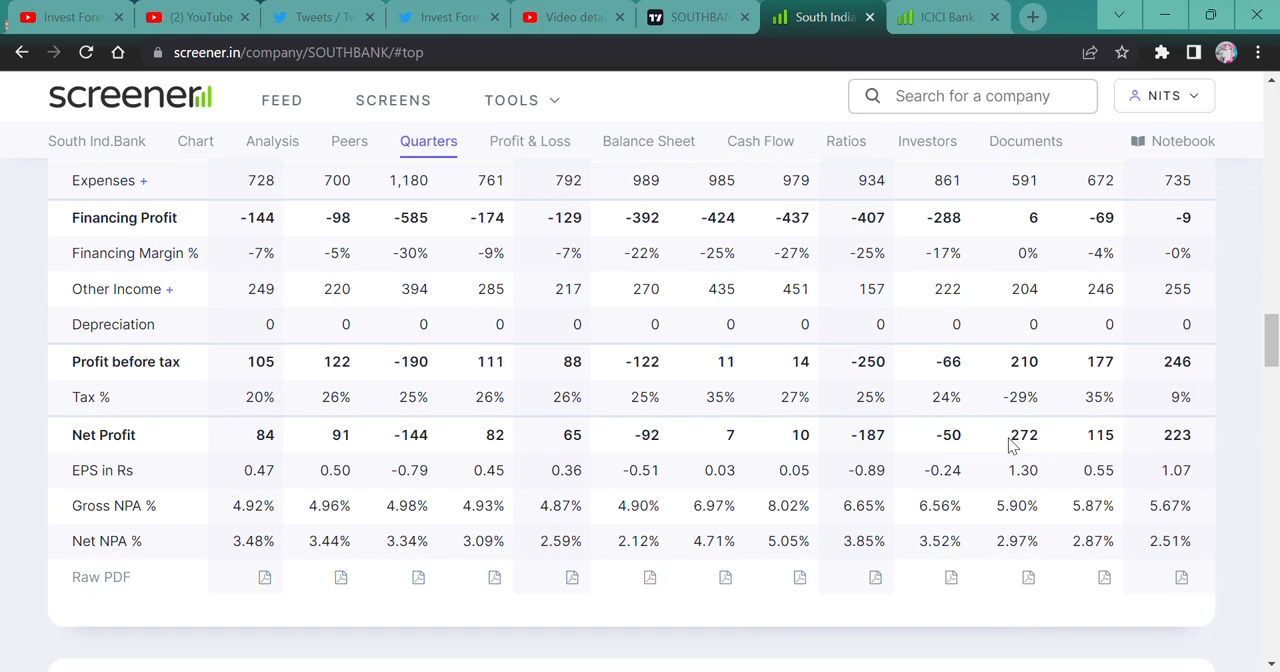 Invest Fore
(2) YouTube
Tweets / Tw
Invest Fore
Video deta
SOUTHBAN
South India
ICICI Bank
screener.in/company/SOUTHBANK/#top
screener
FEED
SCREENS
TOOLS
Search for a company
NITS
South Ind.Bank Chart Analysis Peers Quarters Profit & Loss Balance Sheet Cash Flow Ratios Investors Documents Notebook
Expenses + 728 700 1,180 761 792 989 985 979 934 861 591 672 735
Financing Profit -144 -98 -585 -174 -129 -392 -424 -437 -407 -288 6 -69 -9
Financing Margin % -7% -5% -30% -9% -7% -22% -25% -27% -25% -17% 0% -4% -0%
Other Income + 249 220 394 285 217 270 435 451 157 222 204 246 255
Depreciation 0 0 0 0 0 0 0 0 0 0 0 0 0
Profit before tax 105 122 -190 111 88 -122 11 14 -250 -66 210 177 246
Tax % 20% 26% 25% 26% 26% 25% 35% 27% 25% 24% -29% 35% 9%
Net Profit 84 91 -144 82 65 -92 7 10 -187 -50 272 115 223
EPS in Rs 0.47 0.50 -0.79 0.45 0.36 -0.51 0.03 0.05 -0.89 -0.24 1.30 0.55 1.07
Gross NPA % 4.92% 4.96% 4.98% 4.93% 4.87% 4.90% 6.97% 8.02% 6.65% 6.56% 5.90% 5.87% 5.67%
Net NPA % 3.48% 3.44% 3.34% 3.09% 2.59% 2.12% 4.71% 5.05% 3.85% 3.52% 2.97% 2.87% 2.51%
Raw PDF